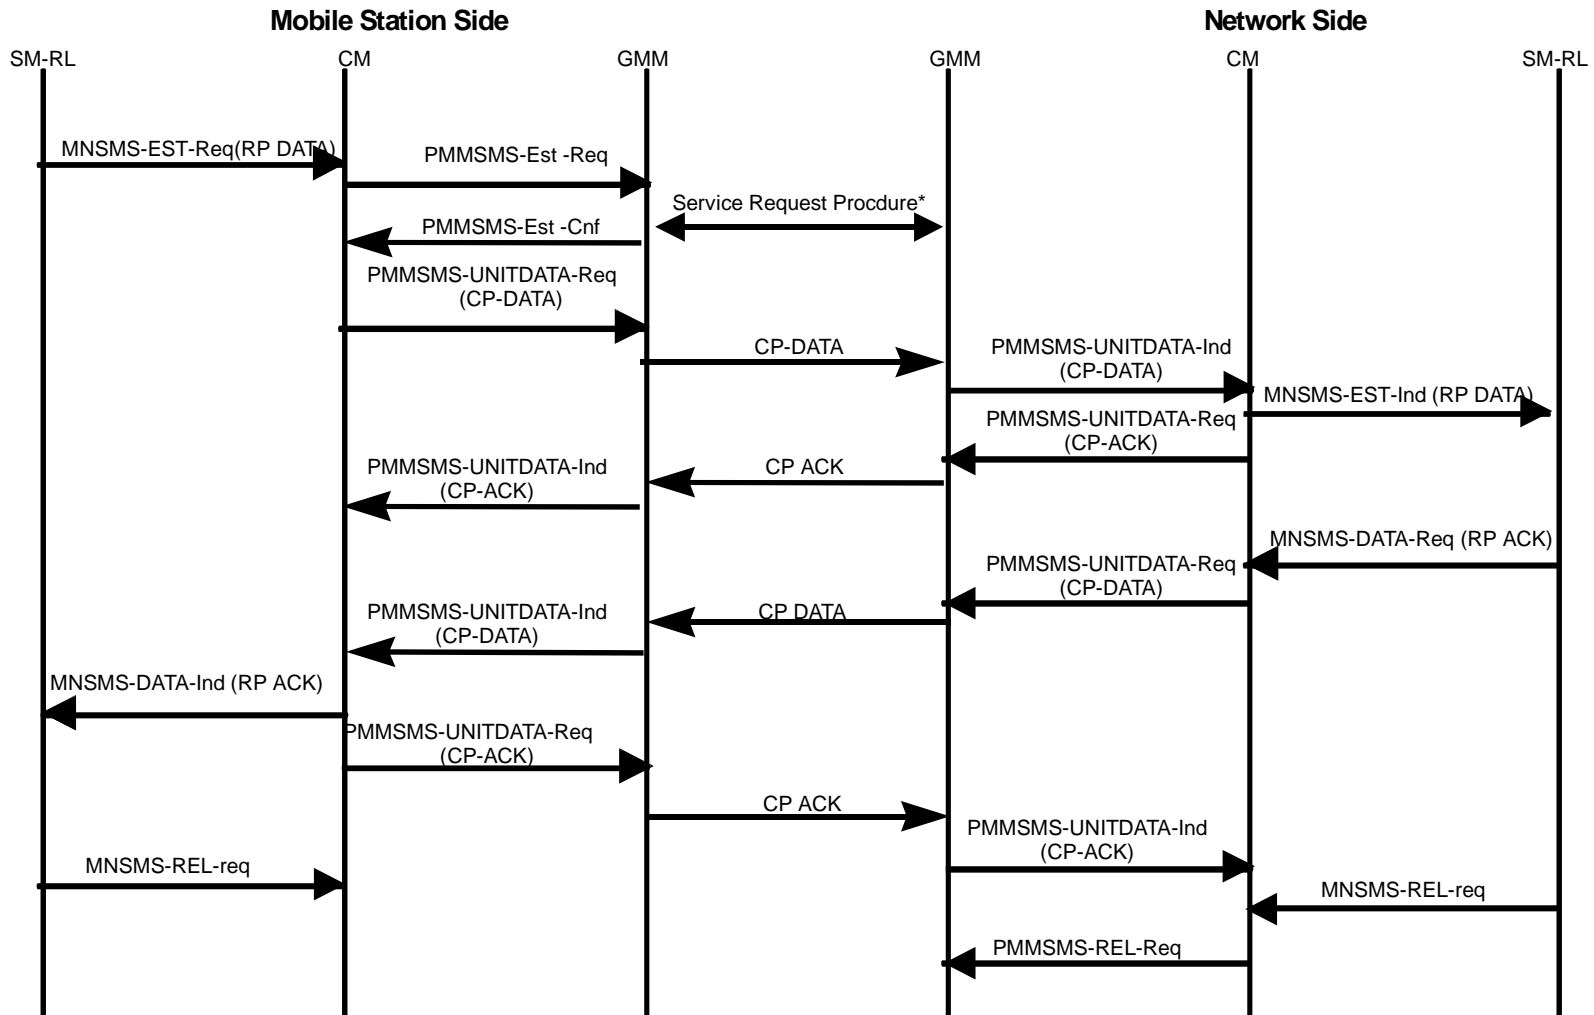 Mobile Station Side
Network Side
SM-RL
CM
GMM
GMM
CM
SM-RL
MNSMS-EST-Req(RP DATA)
PMMSMS-Est -Req
Service Request Procdure*
PMMSMS-Est -Cnf
PMMSMS-UNITDATA-Req
(CP-DATA)
CP-DATA
PMMSMS-UNITDATA-Ind
(CP-DATA)
MNSMS-EST-Ind (RP DATA)
PMMSMS-UNITDATA-Req
(CP-ACK)
CP ACK
PMMSMS-UNITDATA-Ind
(CP-ACK)
MNSMS-DATA-Req (RP ACK)
PMMSMS-UNITDATA-Req
(CP-DATA)
CP DATA
PMMSMS-UNITDATA-Ind
(CP-DATA)
MNSMS-DATA-Ind (RP ACK)
PMMSMS-UNITDATA-Req
(CP-ACK)
CP ACK
PMMSMS-UNITDATA-Ind
(CP-ACK)
MNSMS-REL-req
MNSMS-REL-req
PMMSMS-REL-Req